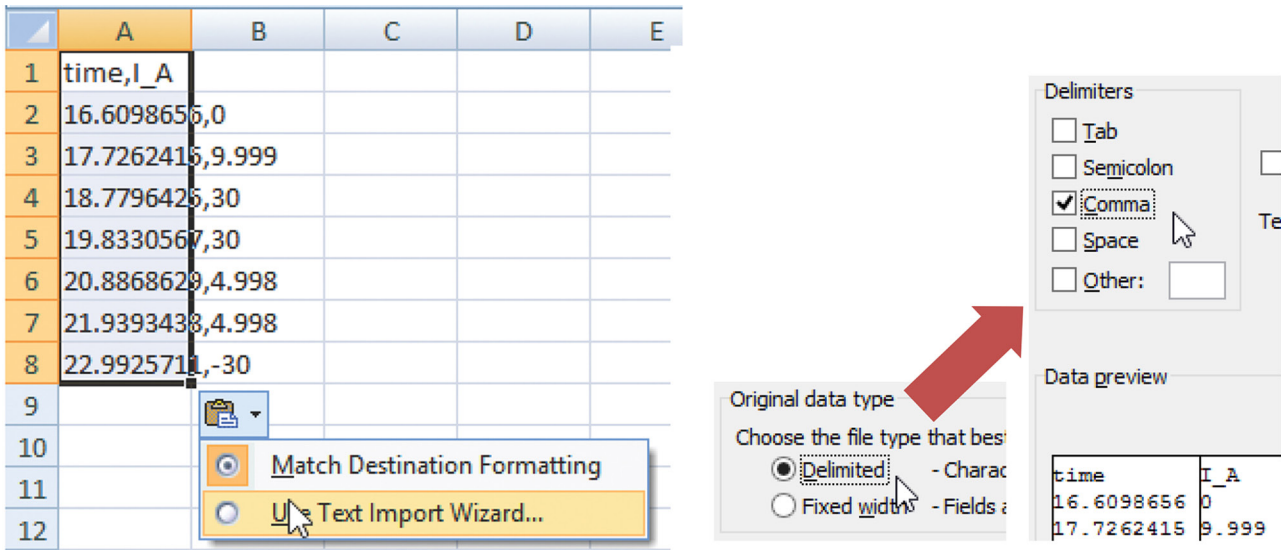 A B C D E
1 time,I_A
2 16.6098656,0
3 17.7262415,9.999
4 18.7796425,30
5 19.8330567,30
6 20.8868629,4.998
7 21.9393438,4.998
8 22.9925711,-30
9
10
11
12
Match Destination Formatting
Use Text Import Wizard...
Original data type
Choose the file type that best
Delimited - Charac
Fixed width - Fields a
Delimiters
Tab
Semicolon
Comma
Space
Other:
Te
Data preview
time I_A
16.6098656 0
17.7262415 9.999